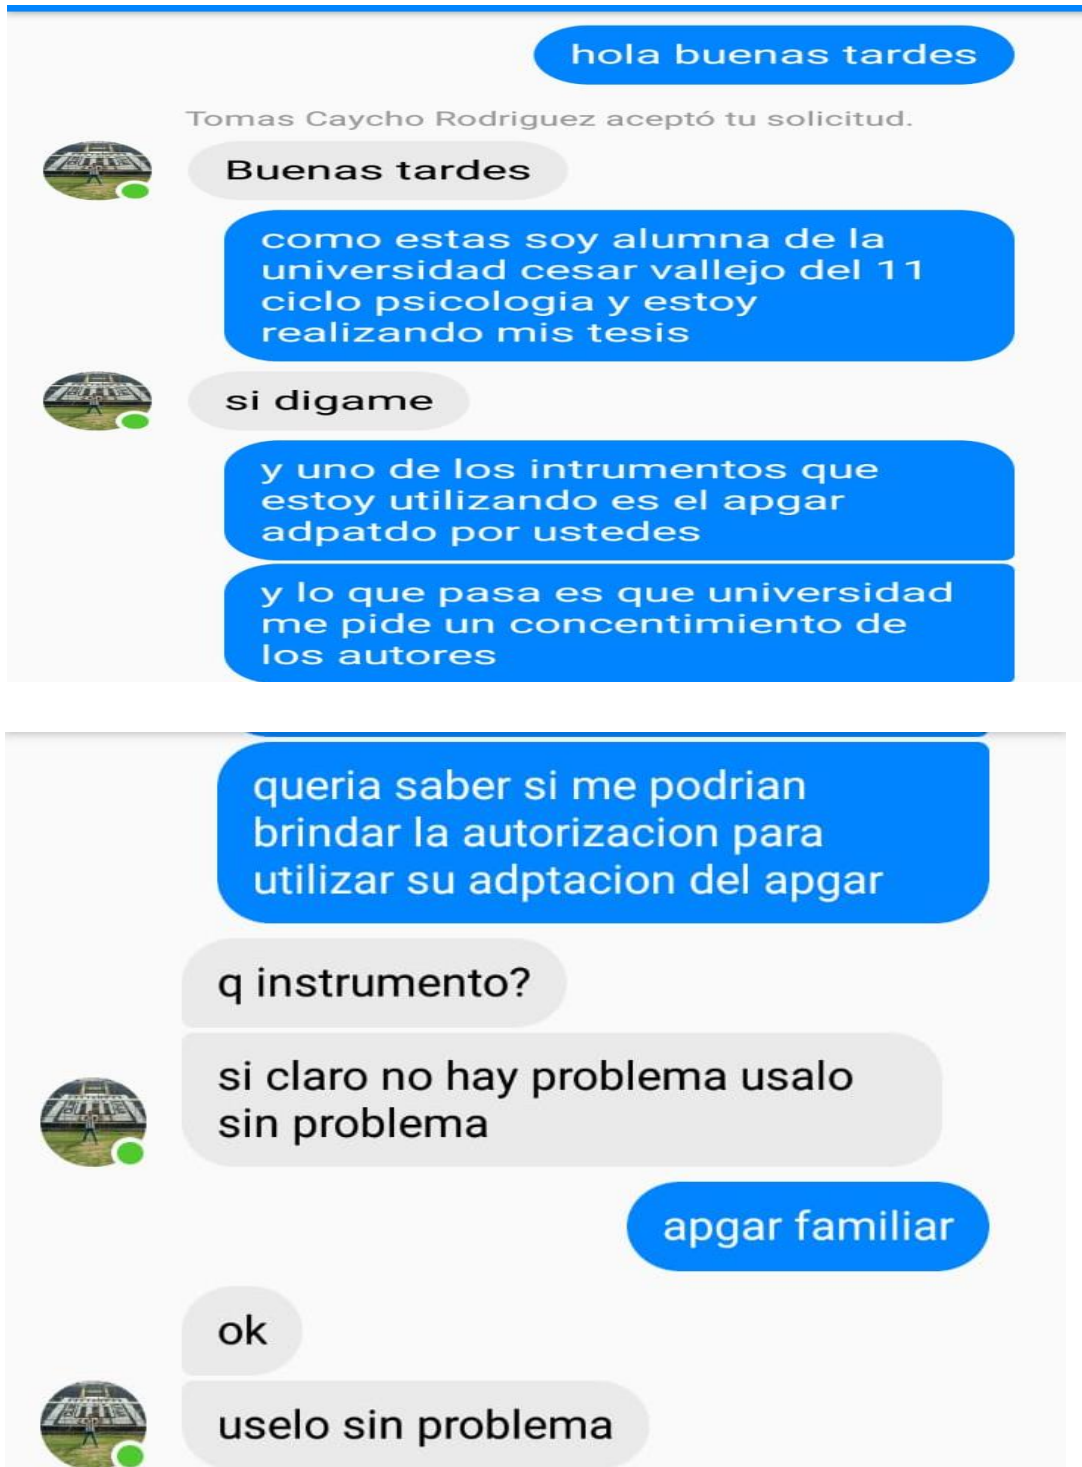 hola buenas tardes
Tomas Caycho Rodriguez aceptó tu solicitud.
Buenas tardes
como estas soy alumna de la
universidad cesar vallejo del 11
ciclo psicologia y estoy
realizando mis tesis
si digame
y uno de los intrumentos que
estoy utilizando es el apgar
adpatdo por ustedes
y lo que pasa es que universidad
me pide un concentimiento de
los autores
queria saber si me podrian
brindar la autorizacion para
utilizar su adptacion del apgar
q instrumento?
si claro no hay problema usalo
sin problema
apgar familiar
ok
uselo sin problema